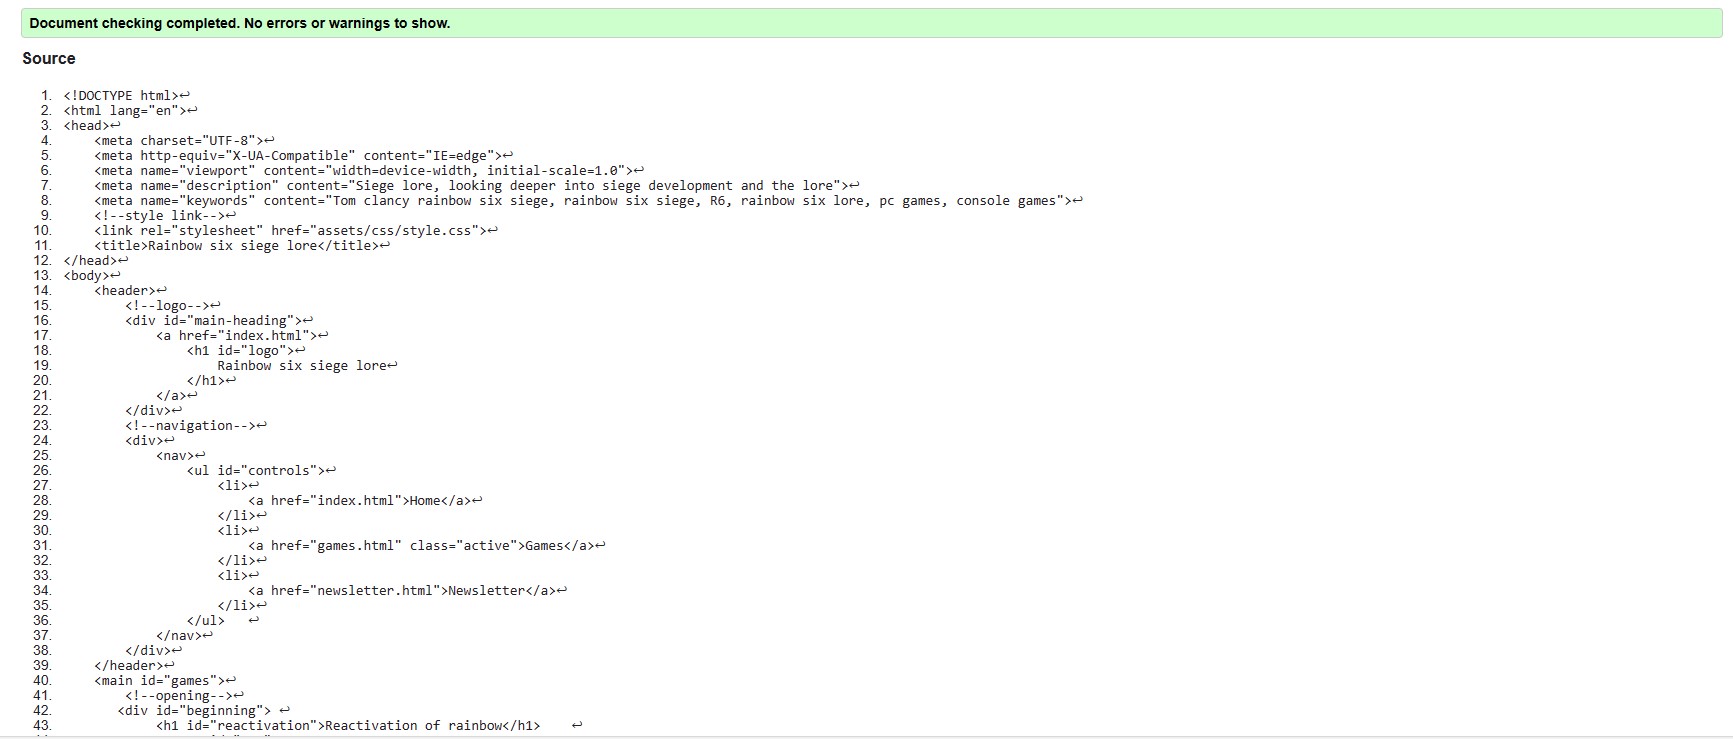 Document checking completed. No errors or warnings to show.
Source
1. <!DOCTYPE html>↩
2. <html lang="en">↩
3. <head>↩
4.     <meta charset="UTF-8">↩
5.     <meta http-equiv="X-UA-Compatible" content="IE=edge">↩
6.     <meta name="viewport" content="width=device-width, initial-scale=1.0">↩
7.     <meta name="description" content="Siege lore, looking deeper into siege development and the lore">↩
8.     <meta name="keywords" content="Tom clancy rainbow six siege, rainbow six siege, R6, rainbow six lore, pc games, console games">↩
9.     <!--style link-->↩
10.     <link rel="stylesheet" href="assets/css/style.css">↩
11.     <title>Rainbow six siege lore</title>↩
12. </head>↩
13. <body>↩
14.     <header>↩
15.         <!--logo-->↩
16.         <div id="main-heading">↩
17.             <a href="index.html">↩
18.                 <h1 id="logo">↩
19.                     Rainbow six siege lore↩
20.                 </h1>↩
21.             </a>↩
22.         </div>↩
23.         <!--navigation-->↩
24.         <div>↩
25.             <nav>↩
26.                 <ul id="controls">↩
27.                     <li>↩
28.                         <a href="index.html">Home</a>↩
29.                     </li>↩
30.                     <li>↩
31.                         <a href="games.html" class="active">Games</a>↩
32.                     </li>↩
33.                     <li>↩
34.                         <a href="newsletter.html">Newsletter</a>↩
35.                     </li>↩
36.                 </ul>   ↩
37.             </nav>↩
38.         </div>↩
39.     </header>↩
40.     <main id="games">↩
41.         <!--opening-->↩
42.        <div id="beginning"> ↩
43.             <h1 id="reactivation">Reactivation of rainbow</h1>    ↩